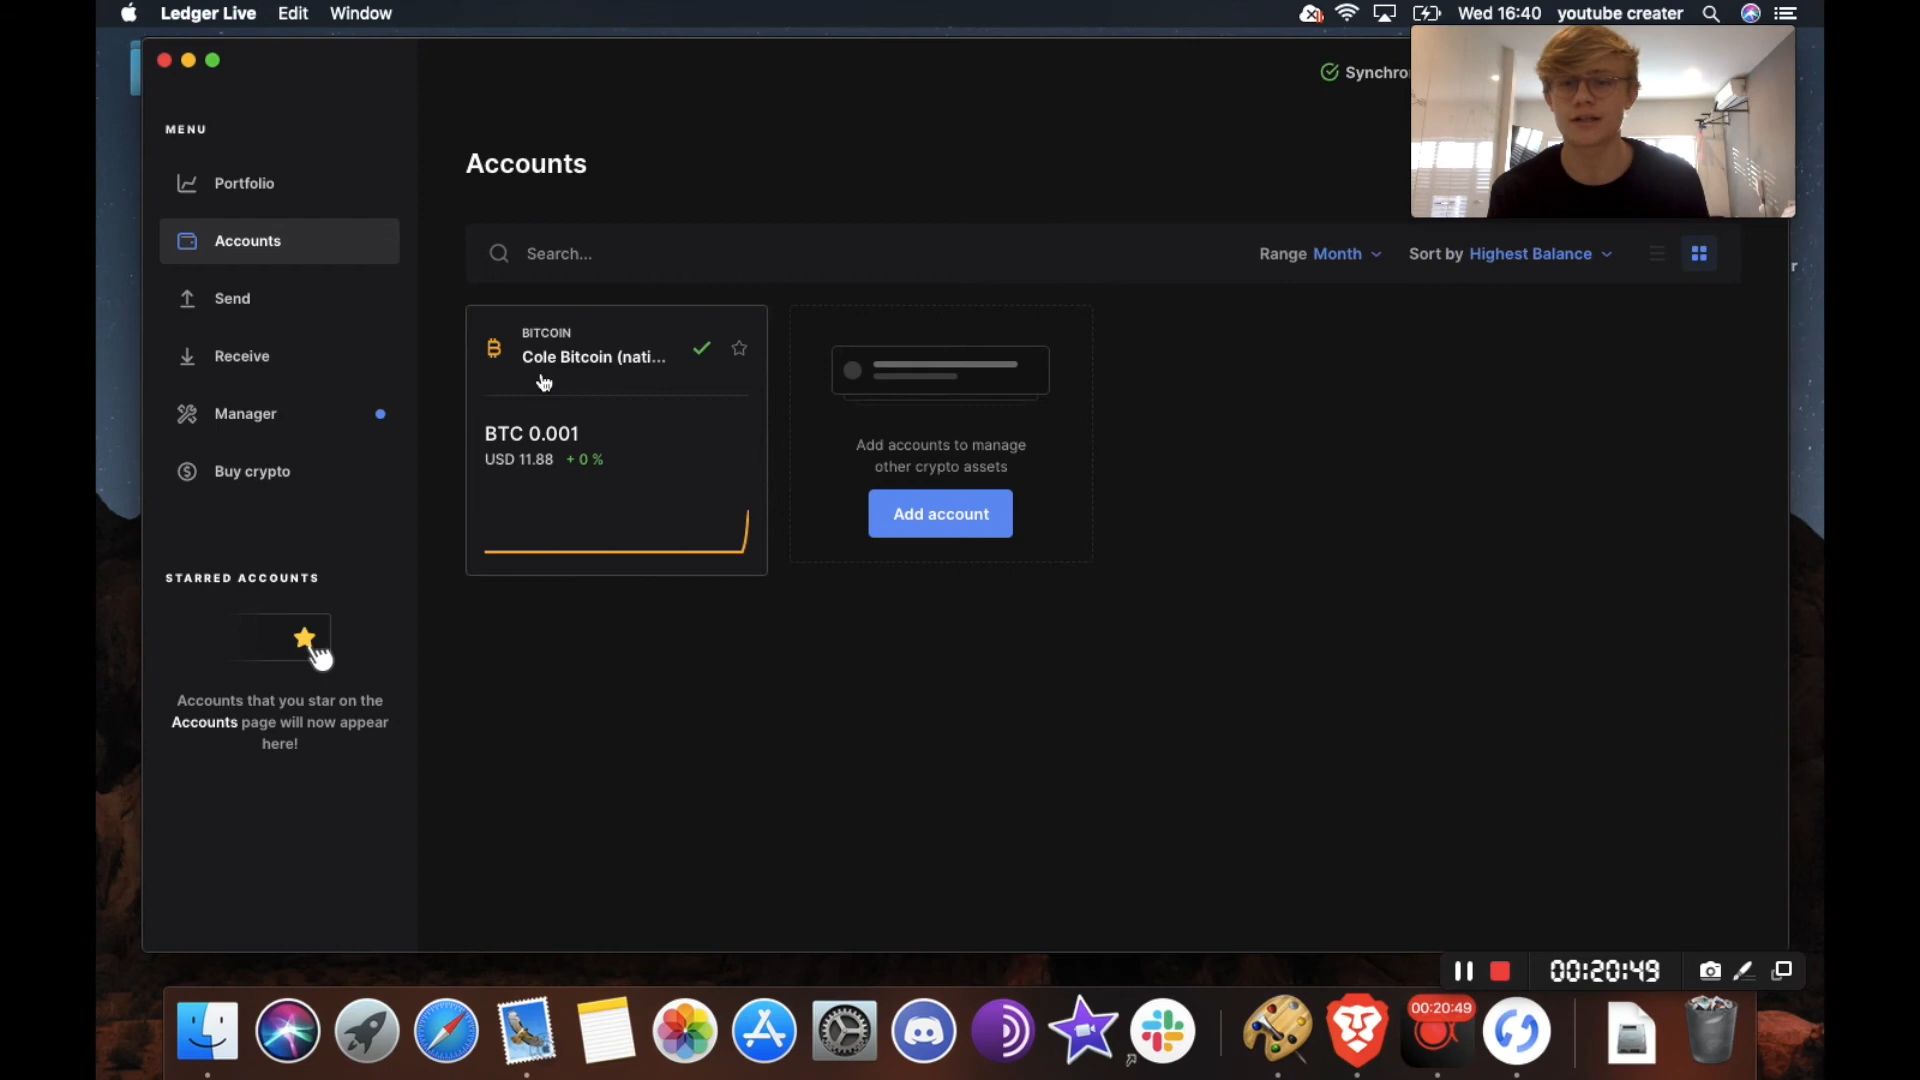 Ledger Live Edit Window
Wed 16:40 youtube creater
Synchro
MENU
Portfolio
Accounts
Send
Receive
Manager
Buy crypto
STARRED ACCOUNTS
Accounts that you star on the
Accounts page will now appear
here!
Accounts
Search...
Range Month
Sort by Highest Balance
BITCOIN
Cole Bitcoin (nati...
BTC 0.001
USD 11.88 + 0 %
Add accounts to manage
other crypto assets
Add account
r
00:20:49
00:20:49